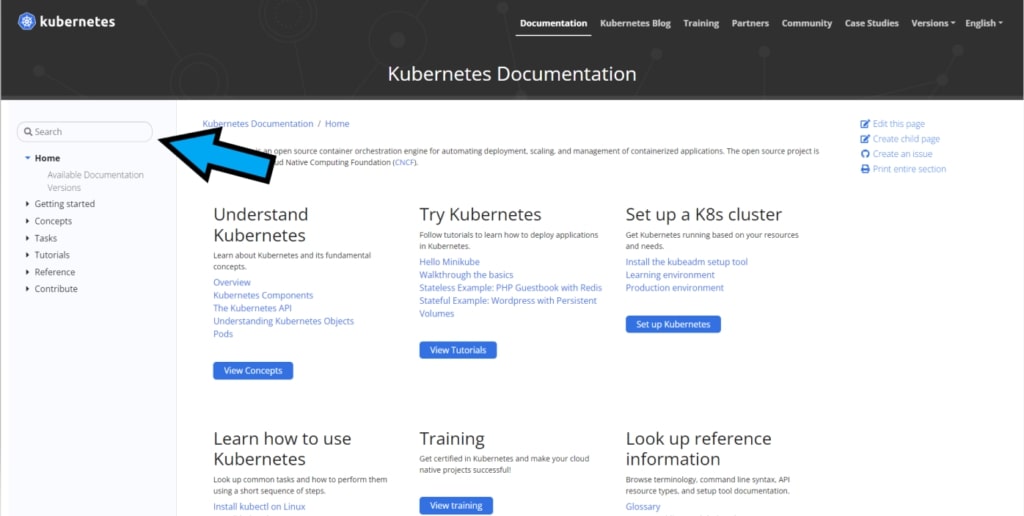 kubernetes
Documentation Kubernetes Blog Training Partners Community Case Studies Versions English
Kubernetes Documentation
Search
Home
Available Documentation
Versions
Getting started
Concepts
Tasks
Tutorials
Reference
Contribute
Kubernetes Documentation / Home
an open source container orchestration engine for automating deployment, scaling, and management of containerized applications. The open source project is
Native Computing Foundation (CNCF).
Edit this page
Create child page
Create an issue
Print entire section
Understand
Kubernetes
Learn about Kubernetes and its fundamental
concepts.
Overview
Kubernetes Components
The Kubernetes API
Understanding Kubernetes Objects
Pods
View Concepts
Try Kubernetes
Follow tutorials to learn how to deploy applications
in Kubernetes.
Hello Minikube
Walkthrough the basics
Stateless Example: PHP Guestbook with Redis
Stateful Example: Wordpress with Persistent
Volumes
View Tutorials
Set up a K8s cluster
Get Kubernetes running based on your resources
and needs.
Install the kubeadm setup tool
Learning environment
Production environment
Set up Kubernetes
Learn how to use
Kubernetes
Look up common tasks and how to perform them
using a short sequence of steps.
Install kubectl on Linux
Training
Get certified in Kubernetes and make your cloud
native projects successful!
View training
Look up reference
information
Browse terminology, command line syntax, API
resource types, and setup tool documentation.
Glossary